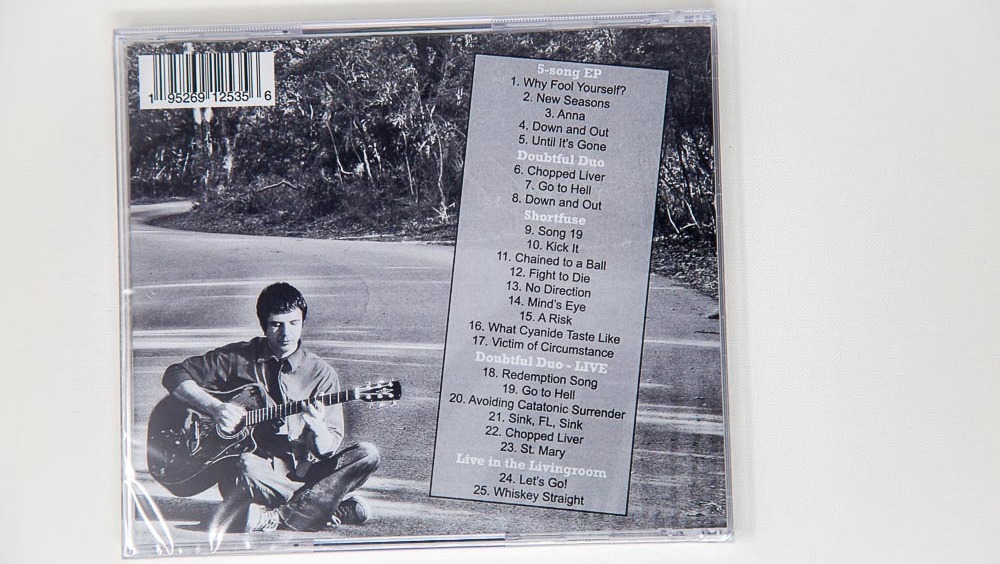 1 95269 12535 6
5-song EP
1. Why Fool Yourself?
2. New Seasons
3. Anna
4. Down and Out
5. Until It's Gone
Doubtful Duo
6. Chopped Liver
7. Go to Hell
8. Down and Out
Shortfuse
9. Song 19
10. Kick It
11. Chained to a Ball
12. Fight to Die
13. No Direction
14. Mind's Eye
15. A Risk
16. What Cyanide Taste Like
17. Victim of Circumstance
Doubtful Duo - LIVE
18. Redemption Song
19. Go to Hell
20. Avoiding Catatonic Surrender
21. Sink, FL, Sink
22. Chopped Liver
23. St. Mary
Live in the Livingroom
24. Let's Go!
25. Whiskey Straight